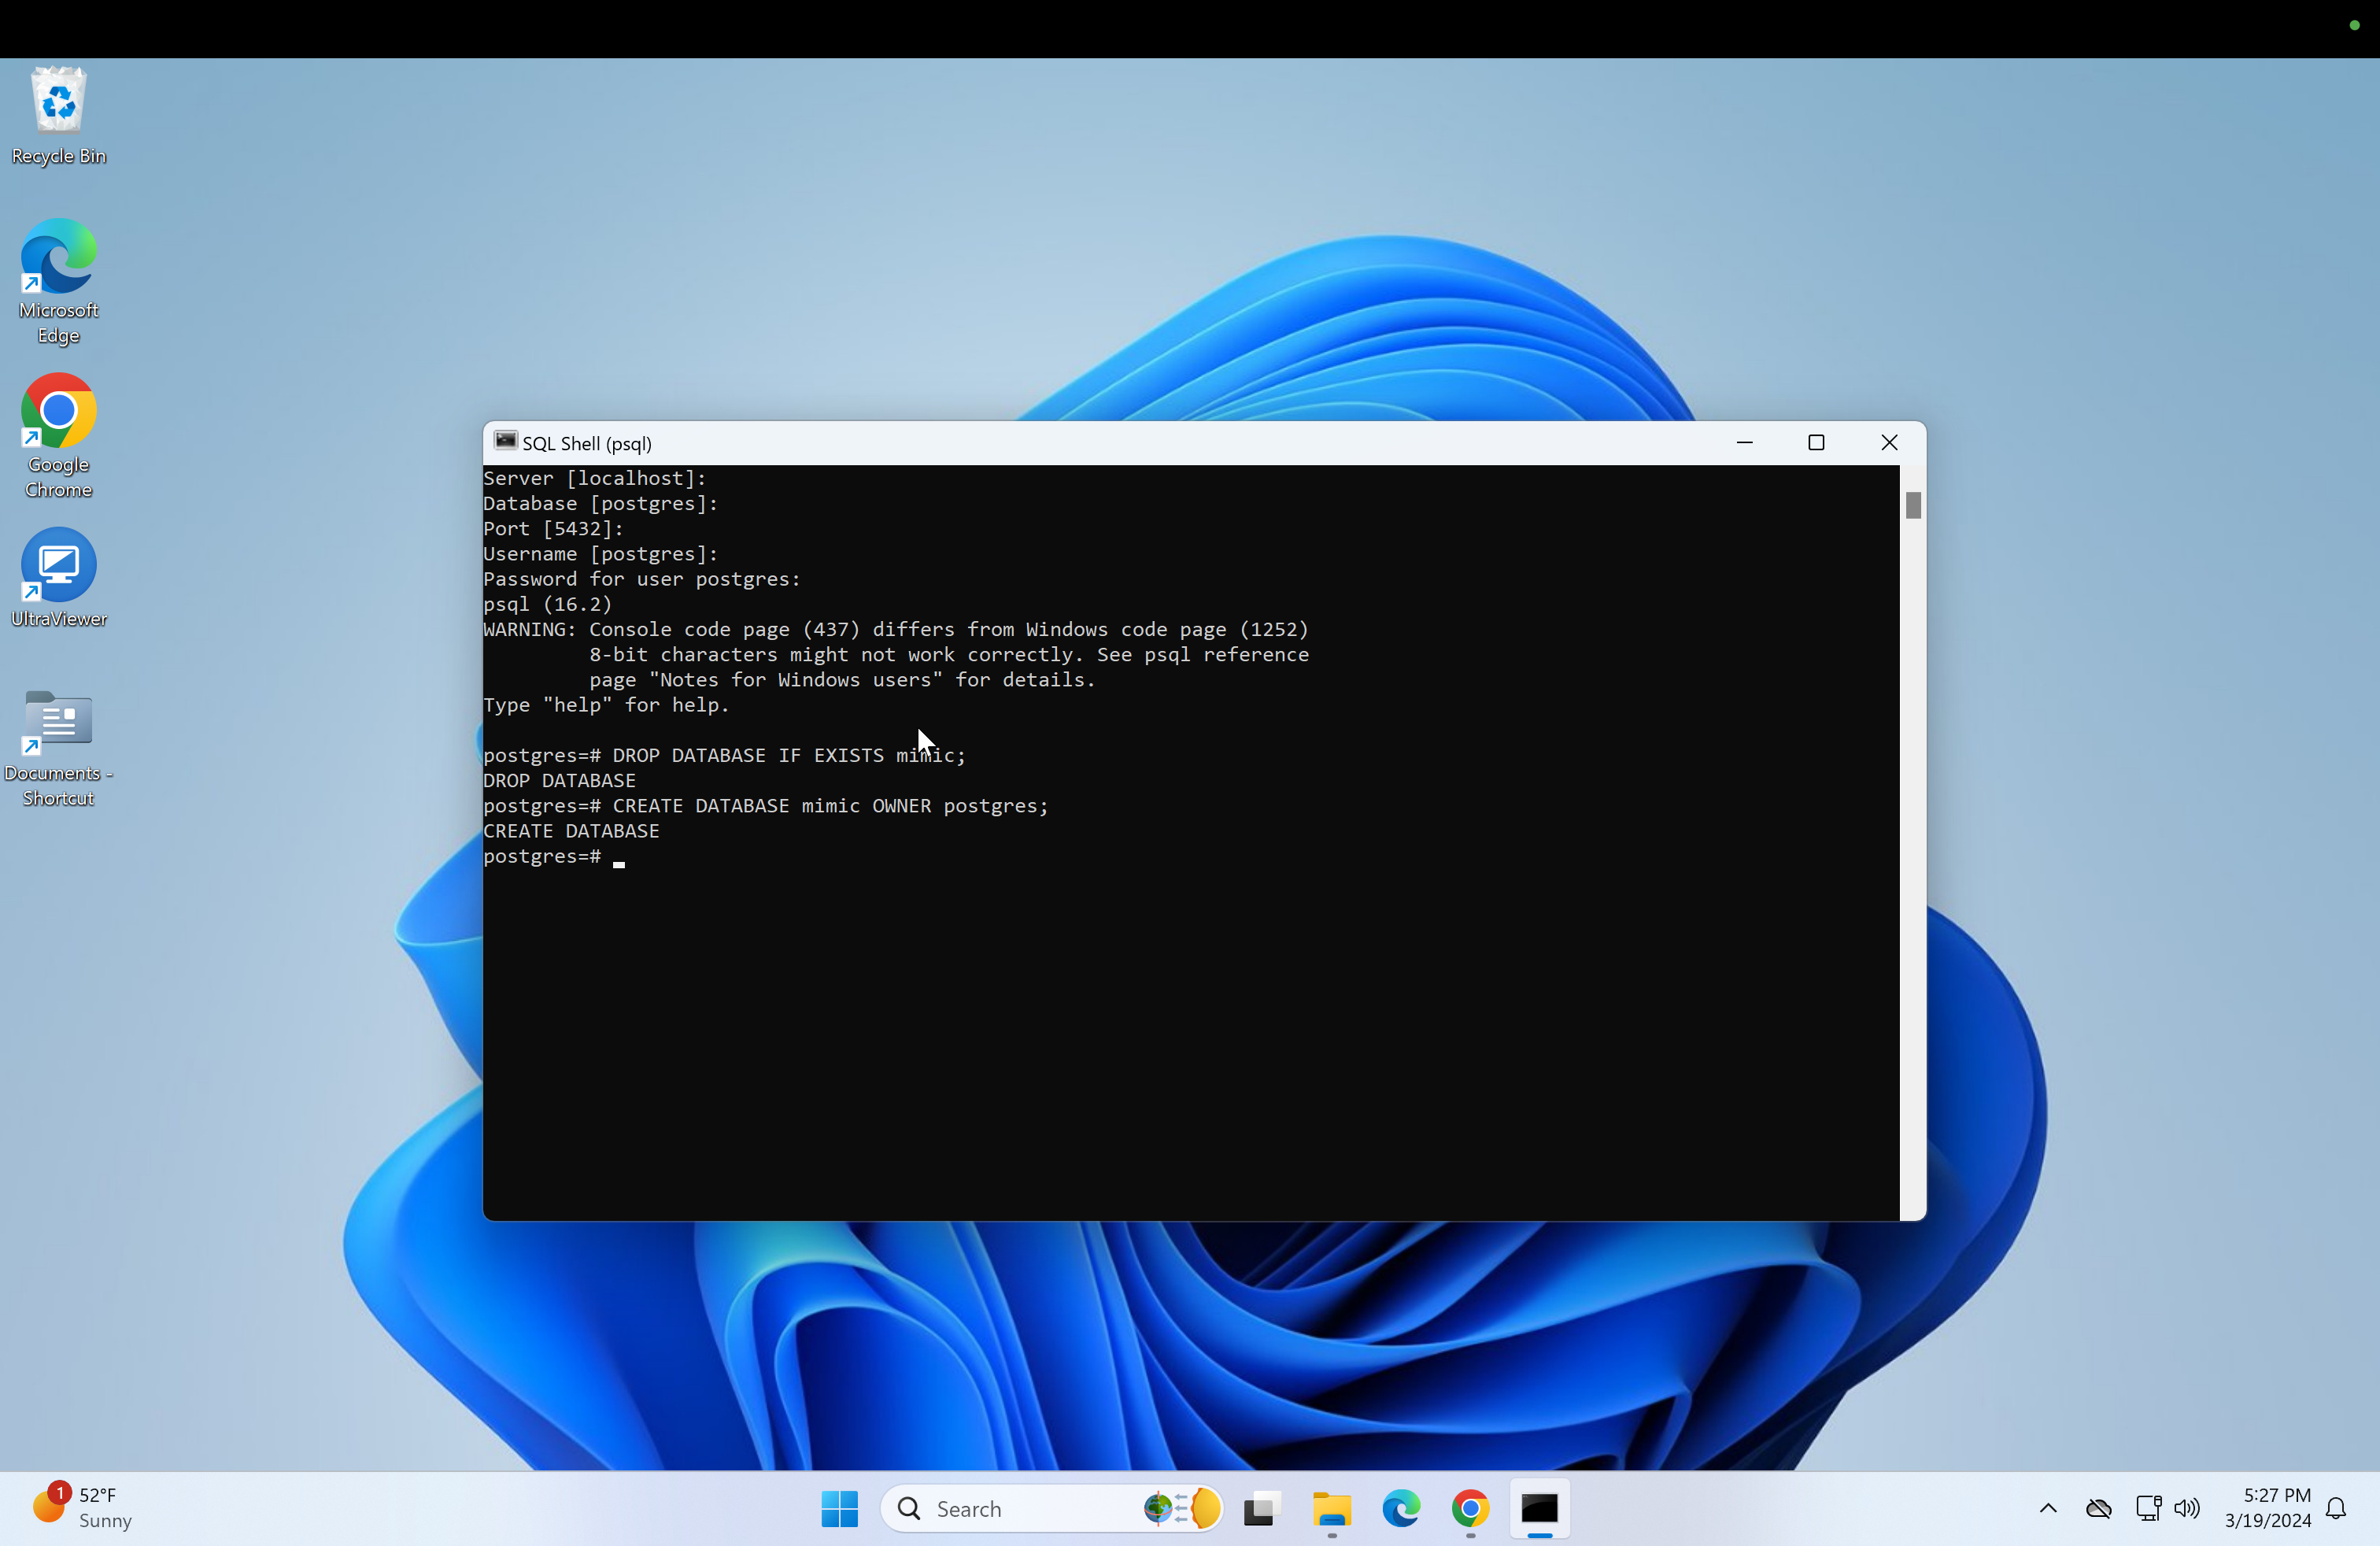 Recycle Bin
Microsoft
Edge
Google
Chrome
UltraViewer
Documents -
Shortcut
SQL Shell (psql)
Server [localhost]:
Database [postgres]:
Port [5432]:
Username [postgres]:
Password for user postgres:
psql (16.2)
WARNING: Console code page (437) differs from Windows code page (1252)
8-bit characters might not work correctly. See psql reference
page "Notes for Windows users" for details.
Type "help" for help.
postgres=# DROP DATABASE IF EXISTS mimic;
DROP DATABASE
postgres=# CREATE DATABASE mimic OWNER postgres;
CREATE DATABASE
postgres=#
1
52°F
Sunny
Search
5:27 PM
3/19/2024